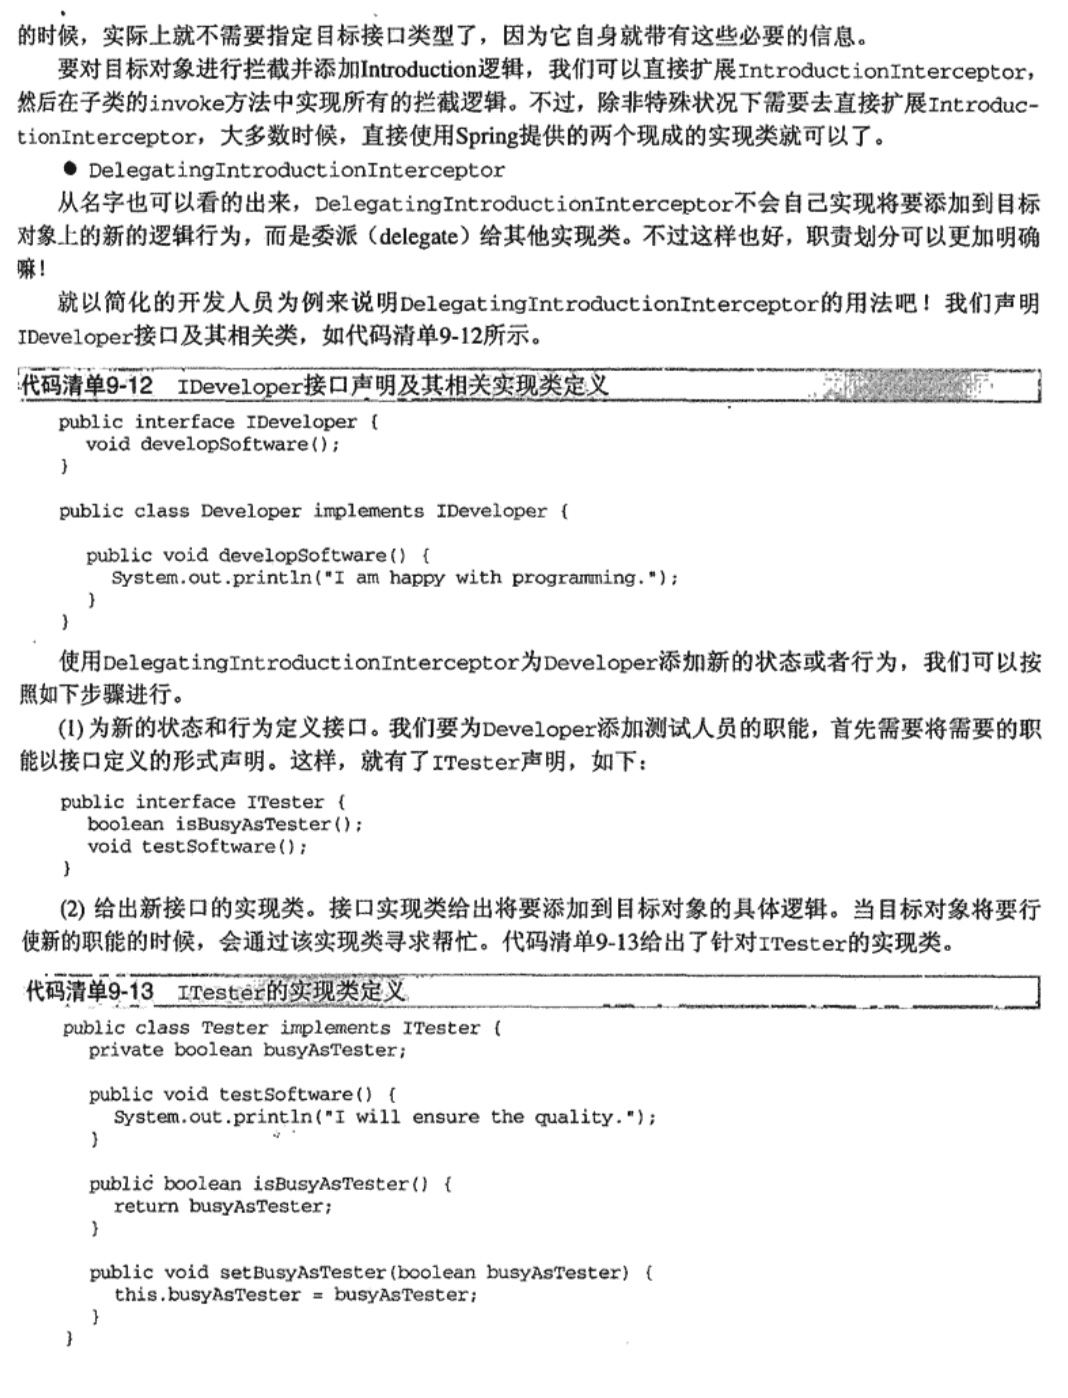 的时候，实际上就不需要指定目标接口类型了，因为它自身就带有这些必要的信息。
要对目标对象进行拦截并添加Introduction逻辑，我们可以直接扩展IntroductionInterceptor，
然后在子类的invoke方法中实现所有的拦截逻辑。不过，除非特殊状况下需要去直接扩展Introduc-
tionInterceptor，大多数时候，直接使用Spring提供的两个现成的实现类就可以了。
● DelegatingIntroductionInterceptor
从名字也可以看的出来，DelegatingIntroductionInterceptor不会自己实现将要添加到目标
对象上的新的逻辑行为，而是委派（delegate）给其他实现类。不过这样也好，职责划分可以更加明确
嘛！
就以简化的开发人员为例来说明DelegatingIntroductionInterceptor的用法吧！我们声明
IDeveloper接口及其相关类，如代码清单9-12所示。
代码清单9-12 IDeveloper接口声明及其相关实现类定义
public interface IDeveloper {
void developSoftware();
}
public class Developer implements IDeveloper {
public void developSoftware() {
System.out.println("I am happy with programming.");
}
}
使用DelegatingIntroductionInterceptor为Developer添加新的状态或者行为，我们可以按
照如下步骤进行。
(1) 为新的状态和行为定义接口。我们要为Developer添加测试人员的职能，首先需要将需要的职
能以接口定义的形式声明。这样，就有了ITester声明，如下：
public interface ITester {
boolean isBusyAsTester();
void testSoftware();
}
(2) 给出新接口的实现类。接口实现类给出将要添加到目标对象的具体逻辑。当目标对象将要行
使新的职能的时候，会通过该实现类寻求帮忙。代码清单9-13给出了针对ITester的实现类。
代码清单9-13 ITester的实现类定义
public class Tester implements ITester {
private boolean busyAsTester;
public void testSoftware() {
System.out.println("I will ensure the quality.");
}
public boolean isBusyAsTester() {
return busyAsTester;
}
public void setBusyAsTester(boolean busyAsTester) {
this.busyAsTester = busyAsTester;
}
}